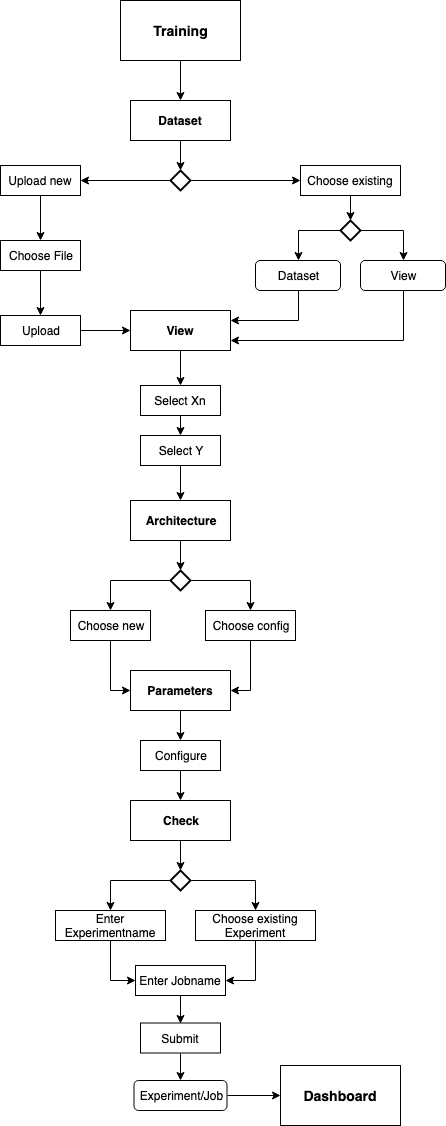 Training
Dataset
Upload new
Choose existing
Choose File
Dataset
View
Upload
View
Select Xn
Select Y
Architecture
Choose new
Choose config
Parameters
Configure
Check
Enter
Experimentname
Choose existing
Experiment
Enter Jobname
Submit
Experiment/Job
Dashboard